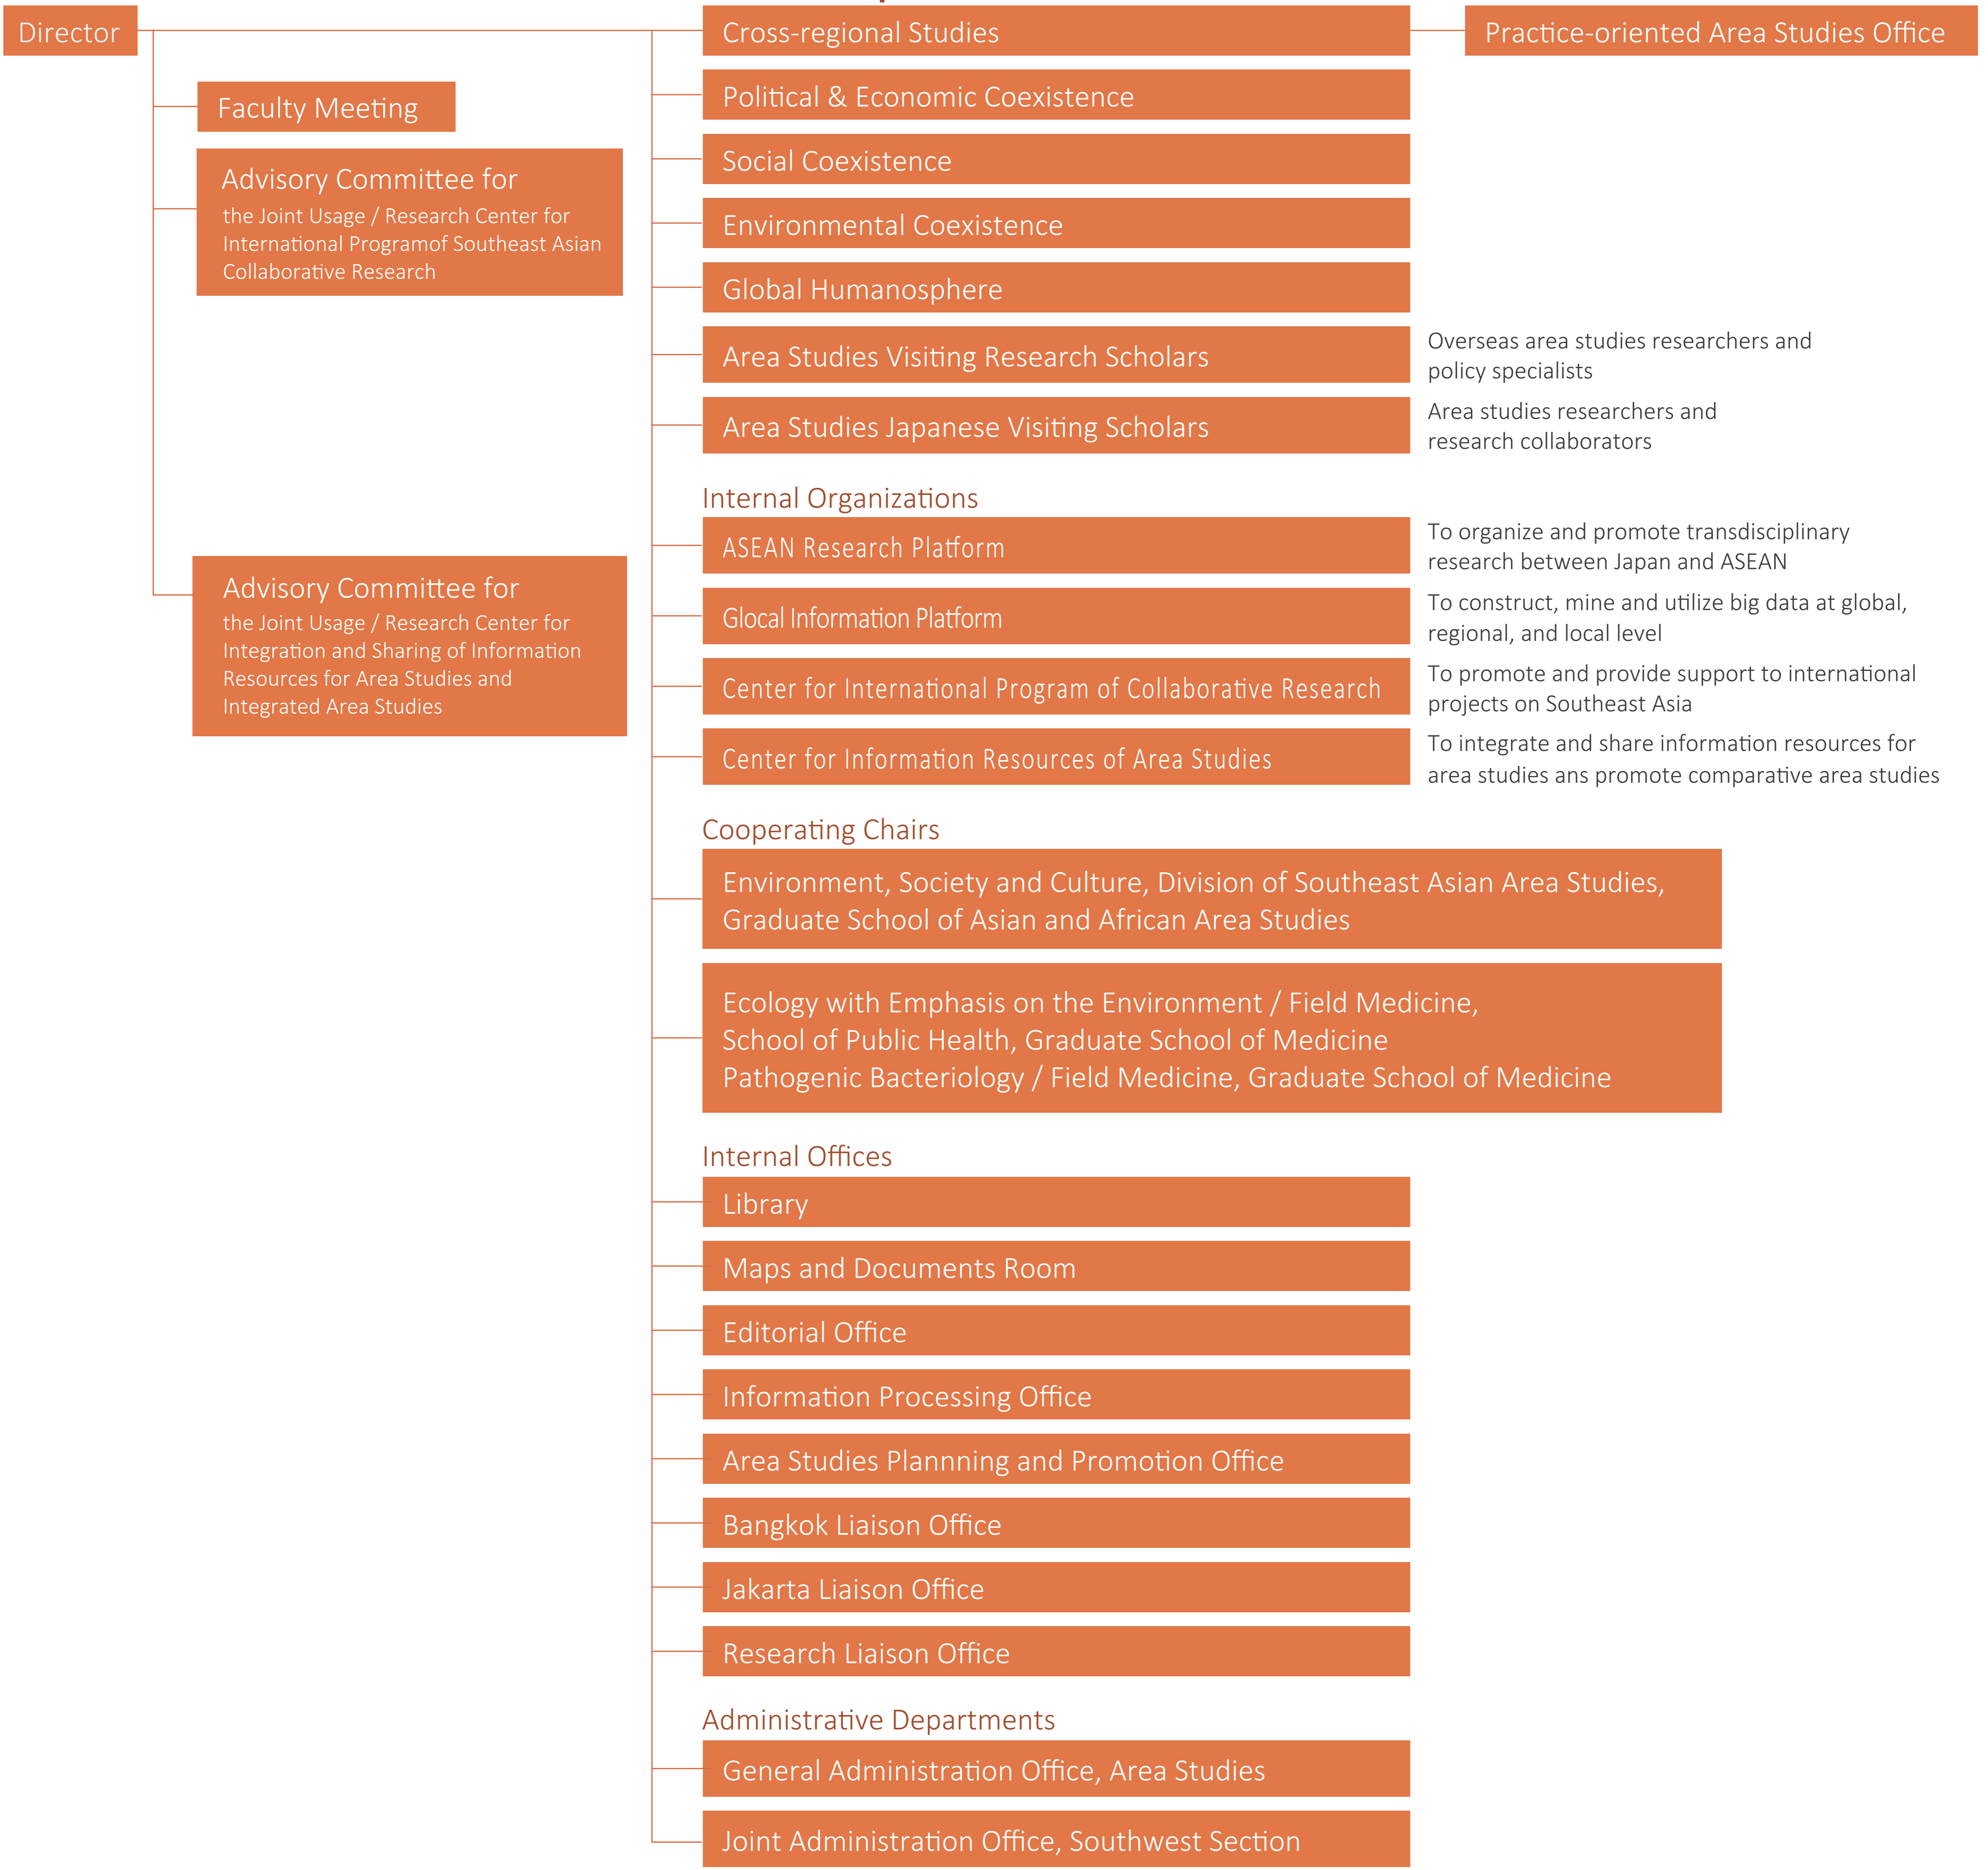 Director
Cross-regional Studies
Practice-oriented Area Studies Office
Faculty Meeting
Advisory Committee for
the Joint Usage / Research Center for
International Programof Southeast Asian
Collaborative Research
Advisory Committee for
the Joint Usage / Research Center for
Integration and Sharing of Information
Resources for Area Studies and
Integrated Area Studies
Political & Economic Coexistence
Social Coexistence
Environmental Coexistence
Global Humanosphere
Area Studies Visiting Research Scholars
Overseas area studies researchers and
policy specialists
Area Studies Japanese Visiting Scholars
Area studies researchers and
research collaborators
Internal Organizations
ASEAN Research Platform
To organize and promote transdisciplinary
research between Japan and ASEAN
Glocal Information Platform
To construct, mine and utilize big data at global,
regional, and local level
Center for International Program of Collaborative Research
To promote and provide support to international
projects on Southeast Asia
Center for Information Resources of Area Studies
To integrate and share information resources for
area studies ans promote comparative area studies
Cooperating Chairs
Environment, Society and Culture, Division of Southeast Asian Area Studies,
Graduate School of Asian and African Area Studies
Ecology with Emphasis on the Environment / Field Medicine,
School of Public Health, Graduate School of Medicine
Pathogenic Bacteriology / Field Medicine, Graduate School of Medicine
Internal Offices
Library
Maps and Documents Room
Editorial Office
Information Processing Office
Area Studies Plannning and Promotion Office
Bangkok Liaison Office
Jakarta Liaison Office
Research Liaison Office
Administrative Departments
General Administration Office, Area Studies
Joint Administration Office, Southwest Section